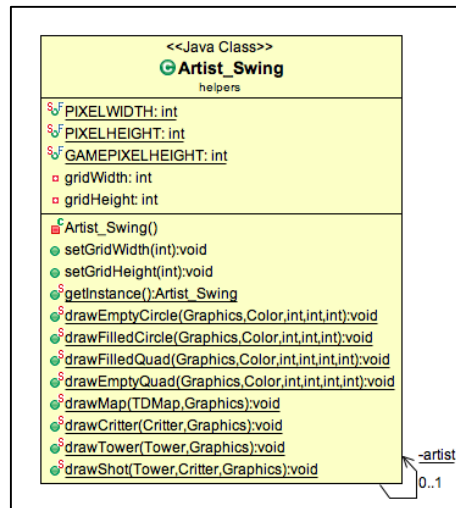 <<Java Class>>
Artist_Swing
helpers
PIXELWIDTH: int
PIXELHEIGHT: int
GAMEPIXELHEIGHT: int
gridWidth: int
gridHeight: int
Artist_Swing()
setGridWidth(int):void
setGridHeight(int):void
getInstance():Artist_Swing
drawEmptyCircle(Graphics,Color,int,int,int):void
drawFilledCircle(Graphics,Color,int,int,int):void
drawFilledQuad(Graphics,Color,int,int,int,int):void
drawEmptyQuad(Graphics,Color,int,int,int,int):void
drawMap(TDMap,Graphics):void
drawCritter(Critter,Graphics):void
drawTower(Tower,Graphics):void
drawShot(Tower,Critter,Graphics):void
-artist
0..1